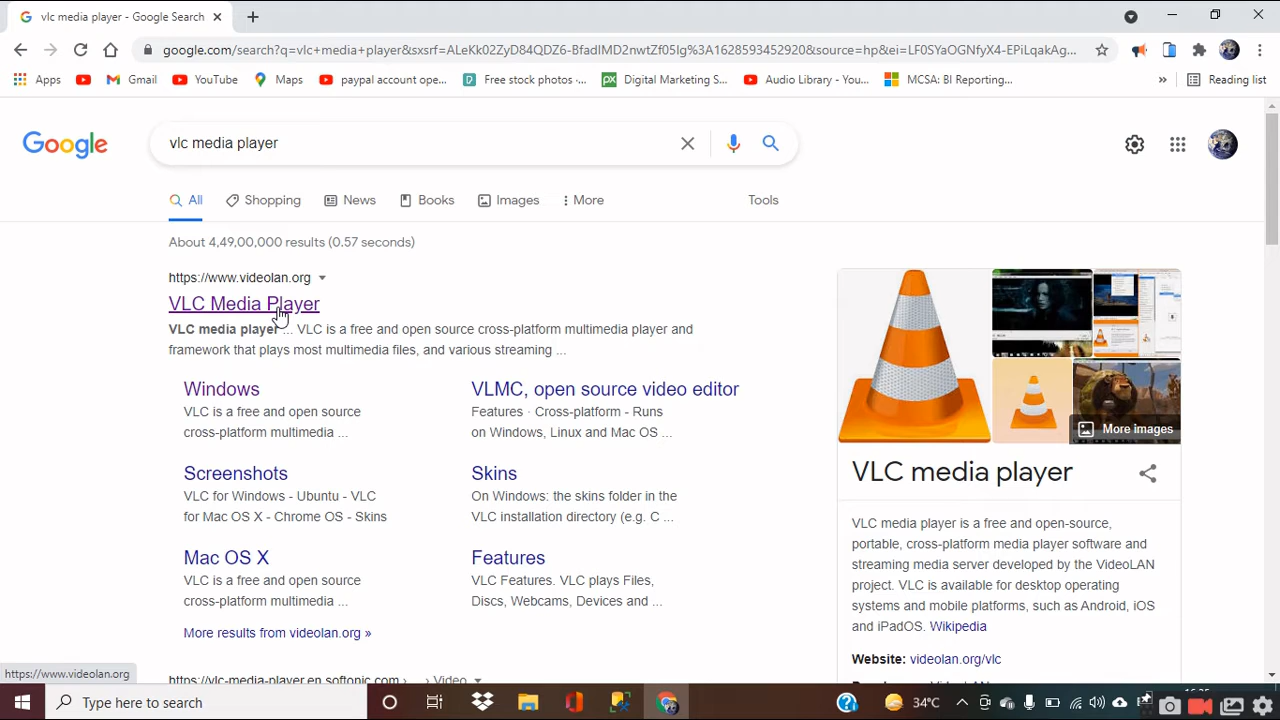 vlc media player - Google Search
google.com/search?q=vlc+media+player&sxsrf=ALeKk02ZyD84QDZ6-BfadIMD2nwtZf05Ig%3A1628593452920&source=hp&ei=LF0SYaOGNfyX4-EPiLqakAg...
Apps Gmail YouTube Maps paypal account ope... Free stock photos -... Digital Marketing S... Audio Library - You... MCSA: BI Reporting... » Reading list
Google
vlc media player
All Shopping News Books Images More Tools
About 4,49,00,000 results (0.57 seconds)
https://www.videolan.org
VLC Media Player
VLC media player ... VLC is a free and open source cross-platform multimedia player and
framework that plays most multimedia files, and various streaming ...
Windows
VLC is a free and open source
cross-platform multimedia ...
VLMC, open source video editor
Features · Cross-platform - Runs
on Windows, Linux and Mac OS ...
Screenshots
VLC for Windows - Ubuntu - VLC
for Mac OS X - Chrome OS - Skins
Skins
On Windows: the skins folder in the
VLC installation directory (e.g. C ...
Mac OS X
VLC is a free and open source
cross-platform multimedia ...
Features
VLC Features. VLC plays Files,
Discs, Webcams, Devices and ...
More results from videolan.org »
https://vlc-media-player.en.softonic.com › Video
More images
VLC media player
VLC media player is a free and open-source,
portable, cross-platform media player software and
streaming media server developed by the VideoLAN
project. VLC is available for desktop operating
systems and mobile platforms, such as Android, iOS
and iPadOS. Wikipedia
Website: videolan.org/vlc
https://www.videolan.org
Type here to search
34°C